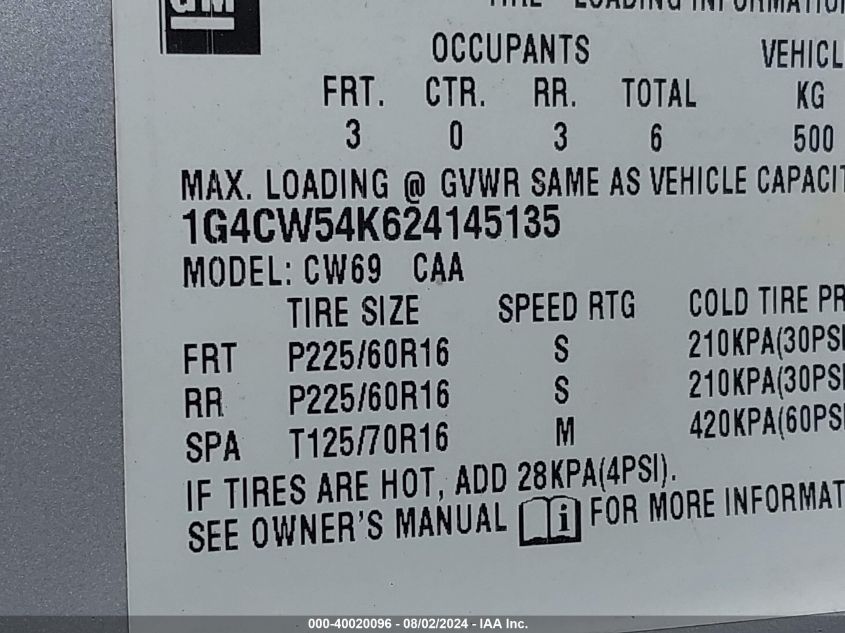 GM
TIRE - LOADING INFORMATION
OCCUPANTS VEHICL
FRT. CTR. RR. TOTAL KG
3 0 3 6 500
MAX. LOADING @ GVWR SAME AS VEHICLE CAPACIT
1G4CW54K624145135
MODEL: CW69 CAA
TIRE SIZE SPEED RTG COLD TIRE PR
FRT P225/60R16 S 210KPA(30PSI
RR P225/60R16 S 210KPA(30PSI
SPA T125/70R16 M 420KPA(60PSI
IF TIRES ARE HOT, ADD 28KPA(4PSI).
SEE OWNER'S MANUAL i FOR MORE INFORMAT
000-40020096 - 08/02/2024 - IAA Inc.